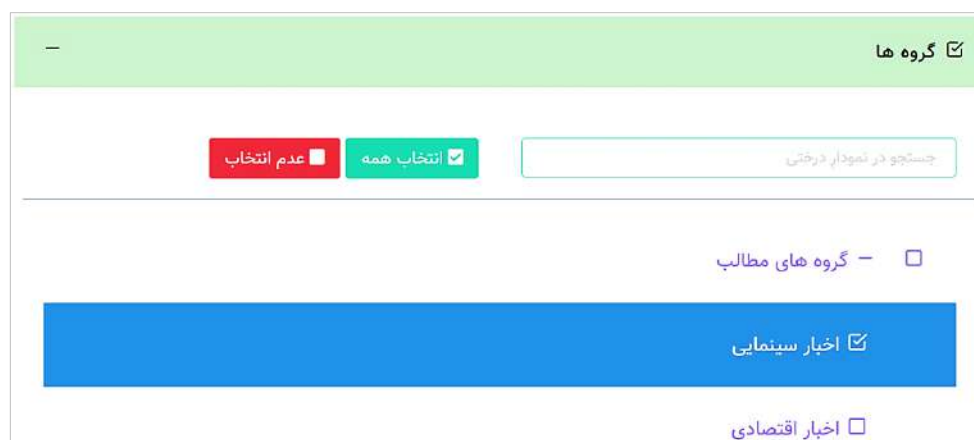 گروه ها
جستجو در نمودار درختی
انتخاب همه
عدم انتخاب
گروه های مطالب
اخبار سینمایی
اخبار اقتصادی